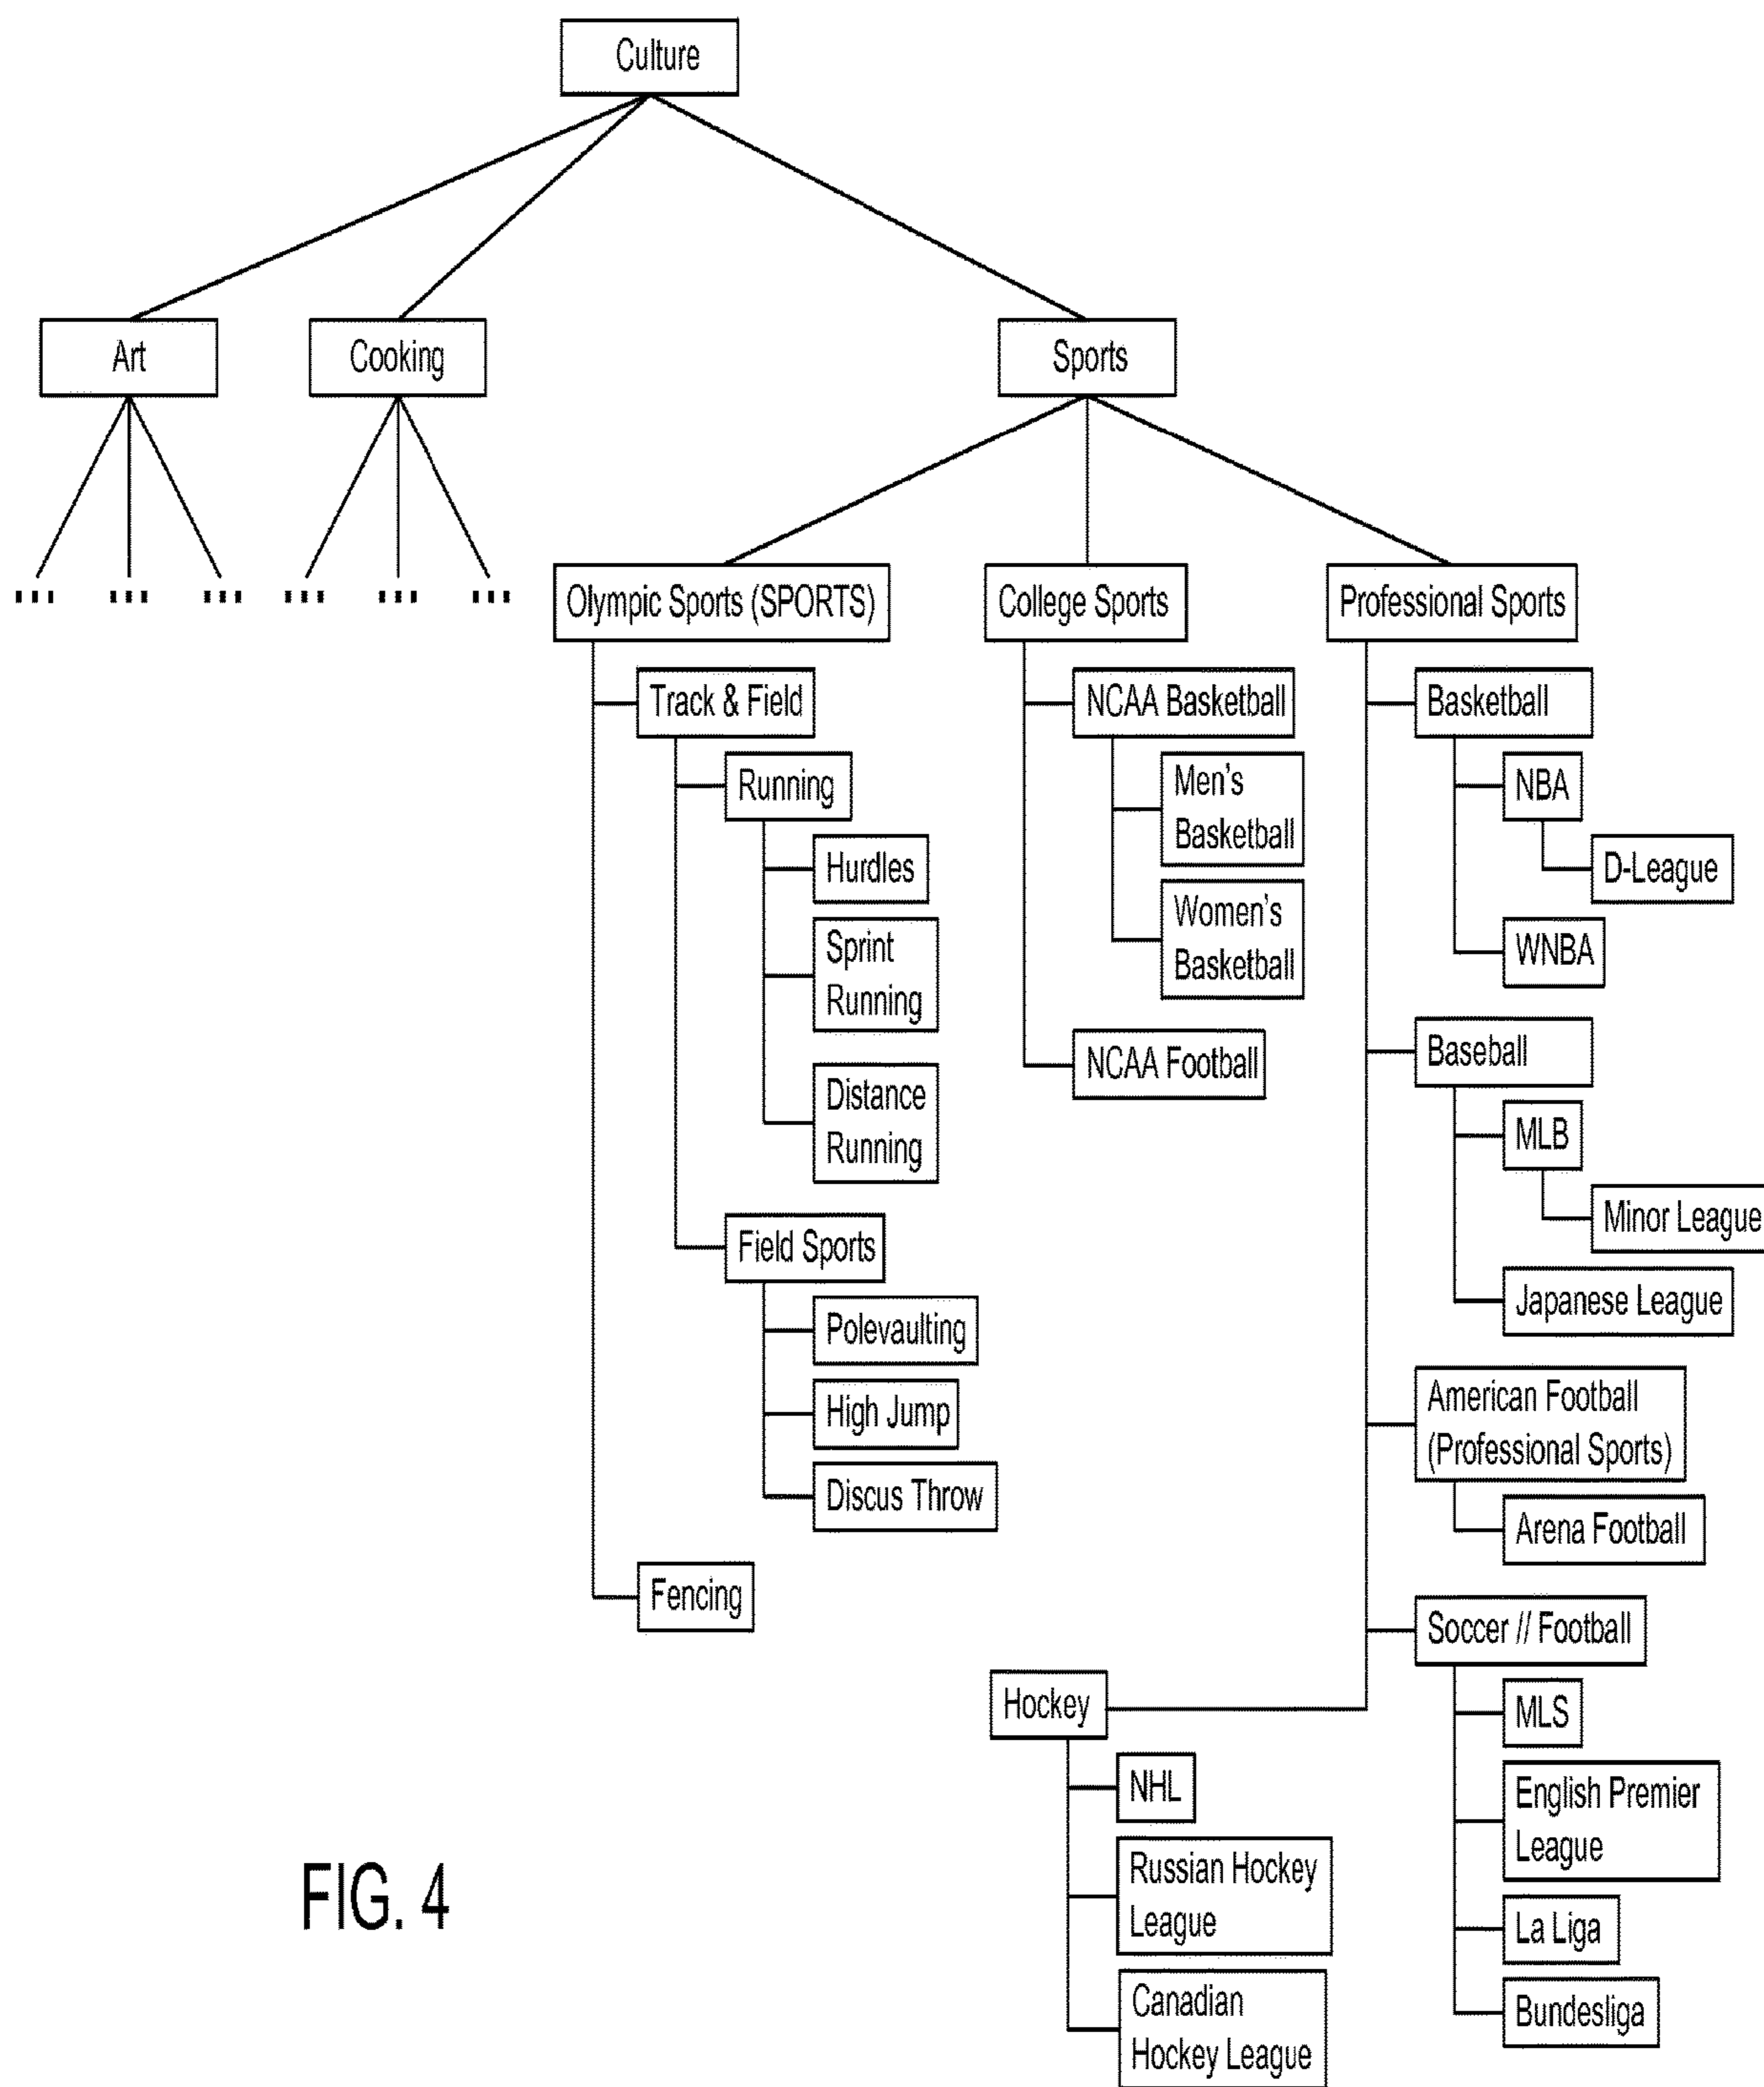 Culture
Art
Cooking
Sports
Olympic Sports (SPORTS)
College Sports
Professional Sports
Track & Field
Running
Hurdles
Sprint
Running
Distance
Running
Field Sports
Polevaulting
High Jump
Discus Throw
Fencing
NCAA Basketball
Men's
Basketball
Women's
Basketball
NCAA Football
Basketball
NBA
D-League
WNBA
Baseball
MLB
Minor League
Japanese League
American Football
(Professional Sports)
Arena Football
Soccer // Football
MLS
English Premier
League
La Liga
Bundesliga
Hockey
NHL
Russian Hockey
League
Canadian
Hockey League
FIG. 4